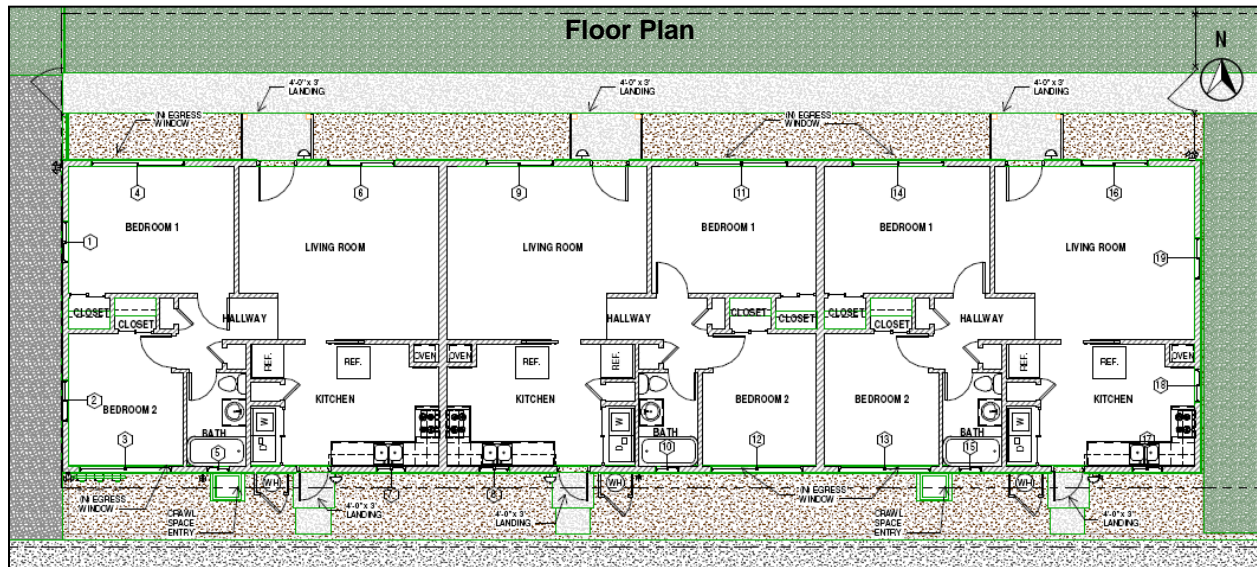 Floor Plan
N
4'-0" x 3'
LANDING
4'-0" x 3'
LANDING
4'-0" x 3'
LANDING
(N) EGRESS
WINDOW
(N) EGRESS
WINDOW
4
6
9
11
14
16
BEDROOM 1
LIVING ROOM
LIVING ROOM
BEDROOM 1
BEDROOM 1
LIVING ROOM
1
19
CLOSET
CLOSET
HALLWAY
HALLWAY
CLOSET
CLOSET
CLOSET
CLOSET
HALLWAY
REF.
REF.
OVEN
OVEN
REF.
REF.
REF.
REF.
OVEN
2
BEDROOM 2
KITCHEN
KITCHEN
BEDROOM 2
BEDROOM 2
KITCHEN
18
BATH
W
D
W
D
BATH
BATH
W
D
3
5
10
12
13
15
17
7
8
WH
WH
WH
(N) EGRESS
WINDOW
CRAWL
SPACE
ENTRY
4'-0" x 3'
LANDING
4'-0" x 3'
LANDING
(N) EGRESS
WINDOW
CRAWL
SPACE
ENTRY
4'-0" x 3'
LANDING